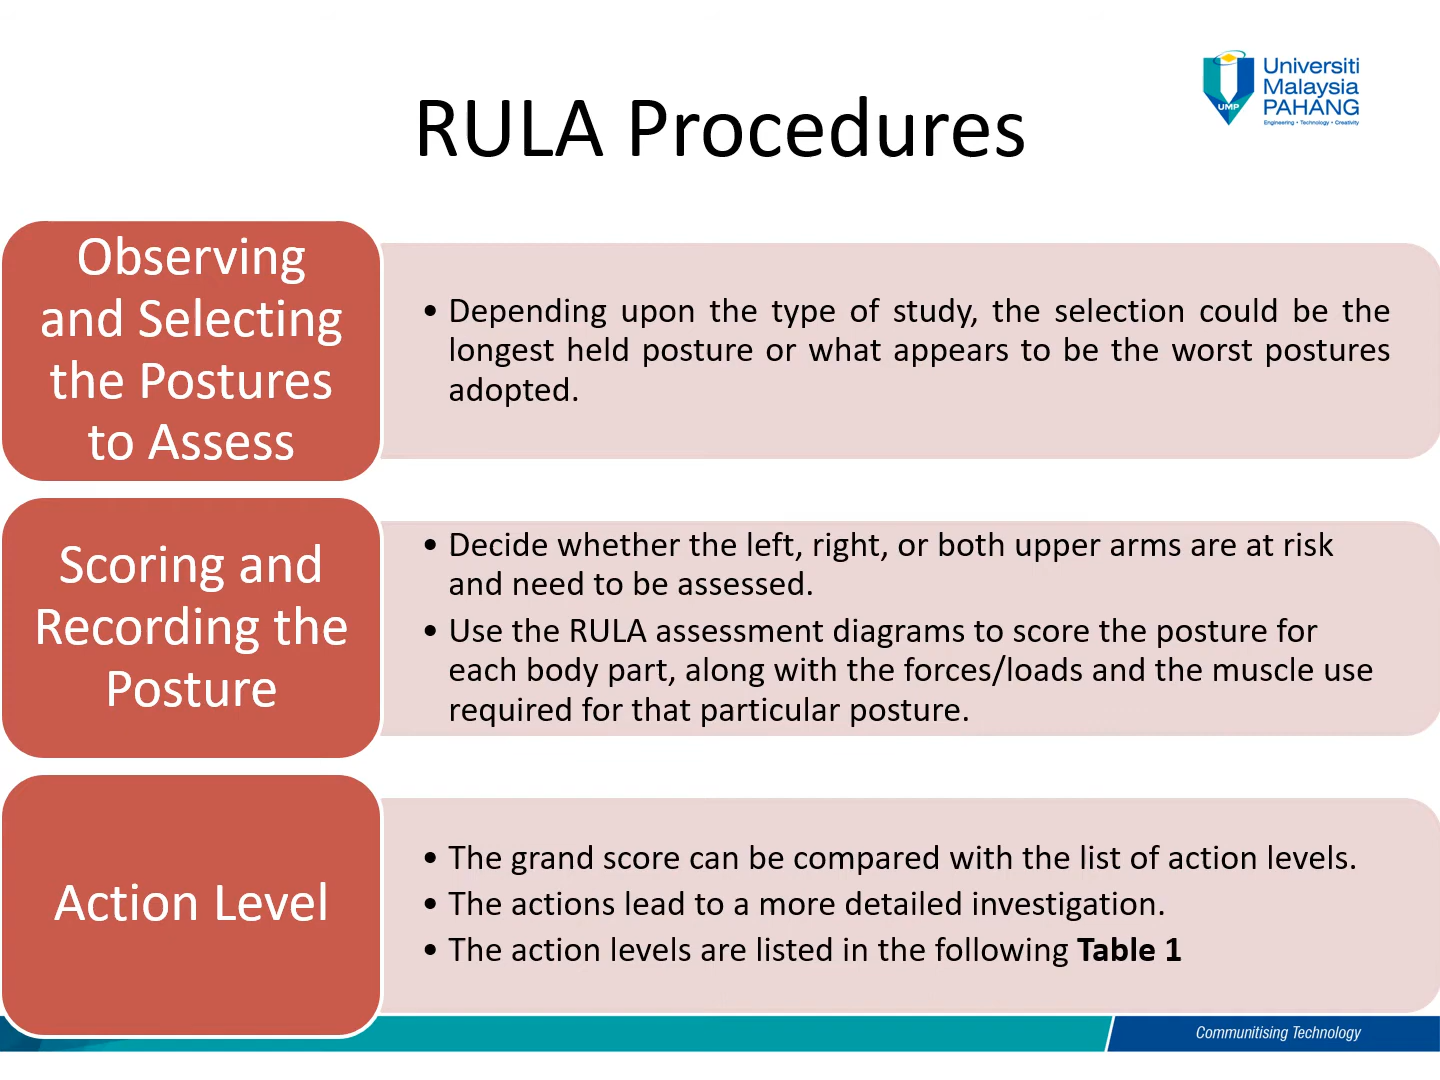 Universiti
Malaysia
PAHANG
UMP
Engineering • Technology • Creativity
RULA Procedures
Observing
and Selecting
the Postures
to Assess
• Depending upon the type of study, the selection could be the
longest held posture or what appears to be the worst postures
adopted.
Scoring and
Recording the
Posture
• Decide whether the left, right, or both upper arms are at risk
and need to be assessed.
• Use the RULA assessment diagrams to score the posture for
each body part, along with the forces/loads and the muscle use
required for that particular posture.
Action Level
• The grand score can be compared with the list of action levels.
• The actions lead to a more detailed investigation.
• The action levels are listed in the following Table 1
Communitising Technology